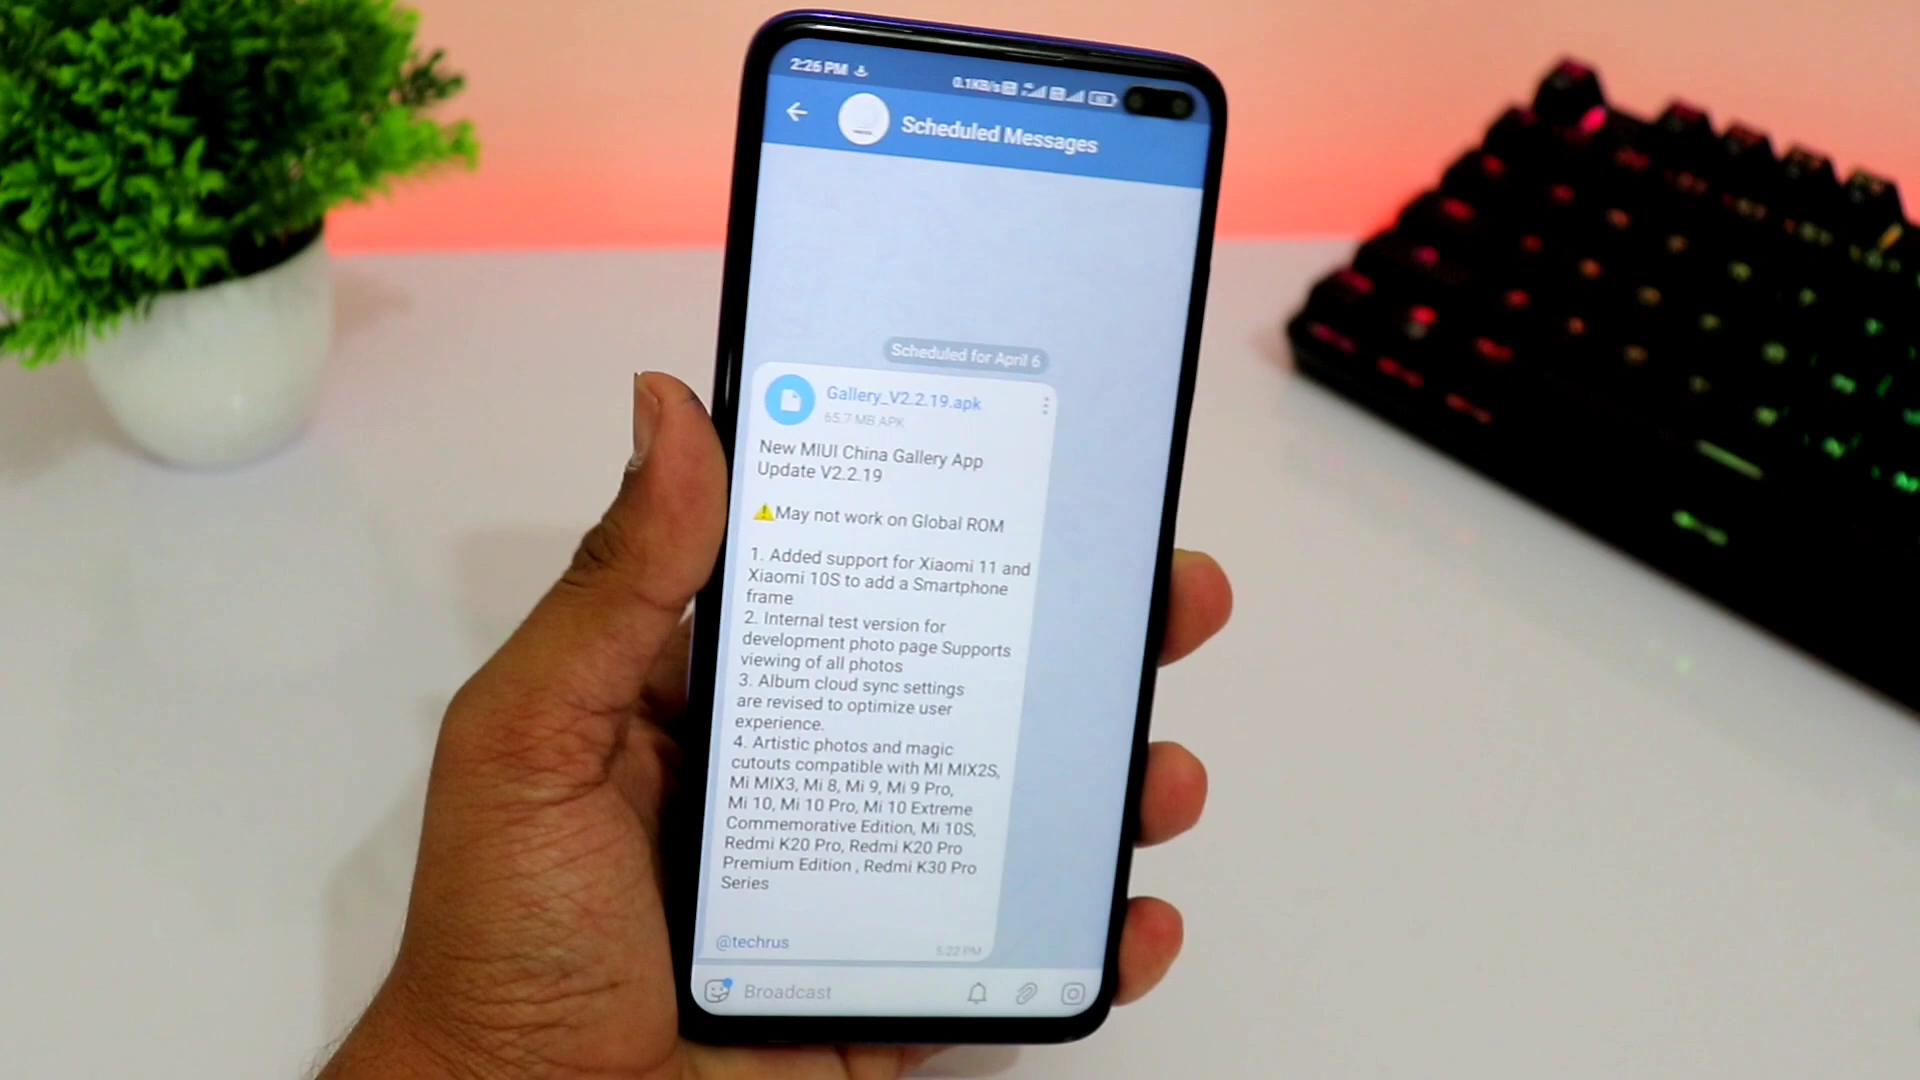 2:26 PM
0.1KB/s
Scheduled Messages
Scheduled for April 6
Gallery_V2.2.19.apk
65.7 MB APK
New MIUI China Gallery App
Update V2.2.19
⚠️May not work on Global ROM
1. Added support for Xiaomi 11 and
Xiaomi 10S to add a Smartphone
frame
2. Internal test version for
development photo page Supports
viewing of all photos
3. Album cloud sync settings
are revised to optimize user
experience.
4. Artistic photos and magic
cutouts compatible with MI MIX2S,
Mi MIX3, Mi 8, Mi 9, Mi 9 Pro,
Mi 10, Mi 10 Pro, Mi 10 Extreme
Commemorative Edition, Mi 10S,
Redmi K20 Pro, Redmi K20 Pro
Premium Edition , Redmi K30 Pro
Series
@techrus
5:22 PM
Broadcast